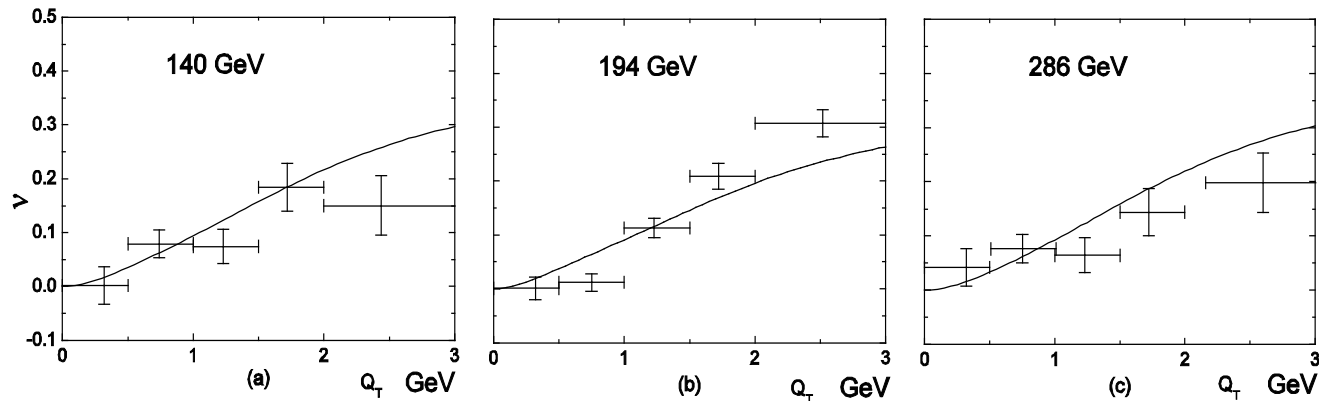 0.5
0.4
0.3
0.2
0.1
0.0
-0.1
ν
140 GeV
0 1 2 3
(a) Q_T GeV
194 GeV
0 1 2 3
(b) Q_T GeV
286 GeV
0 1 2 3
(c) Q_T GeV